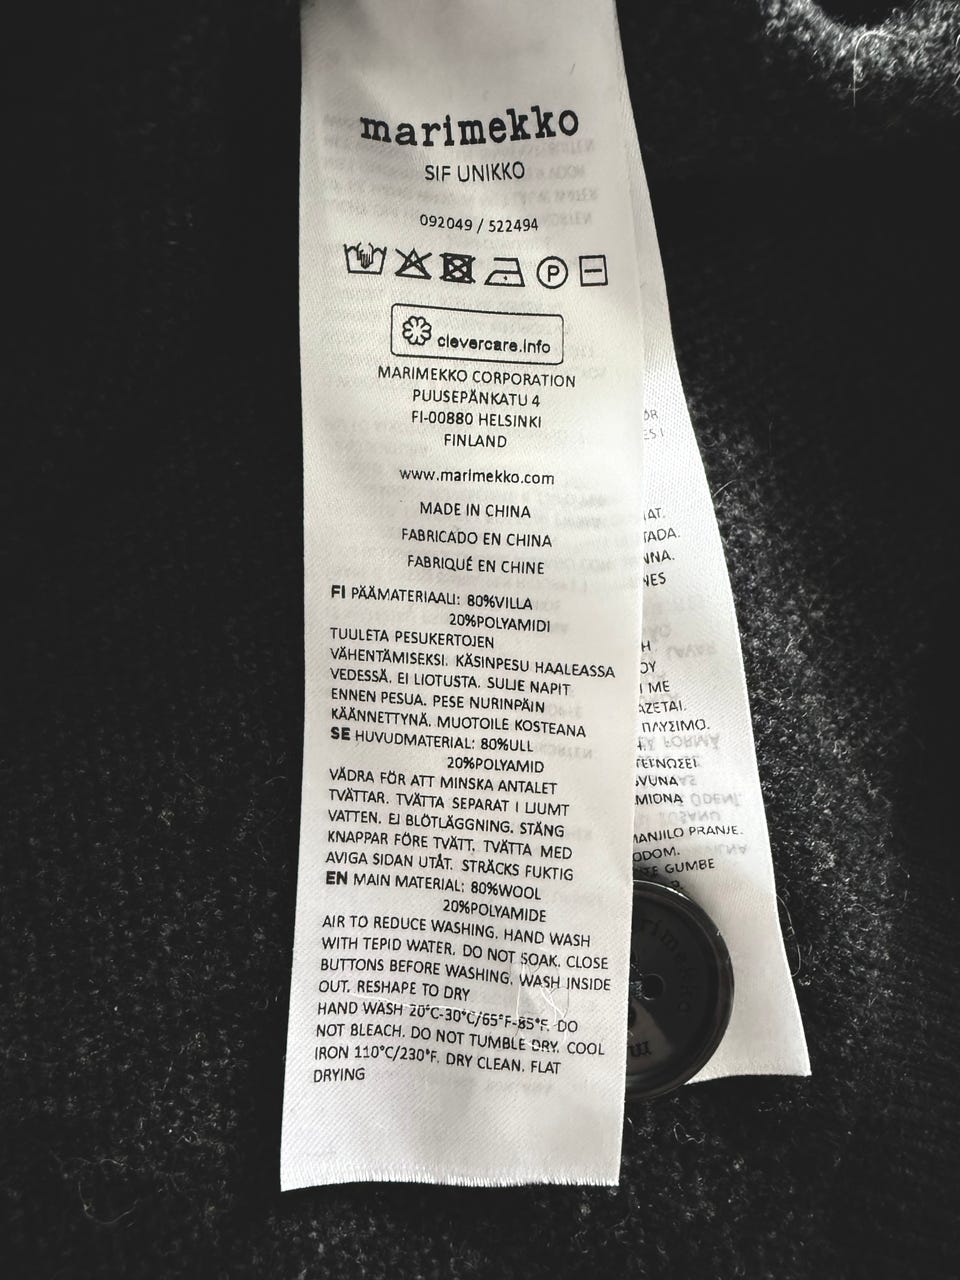 marimekko
SIF UNIKKO
092049 / 522494
P
clevercare.info
MARIMEKKO CORPORATION
PUUSEPÄNKATU 4
FI-00880 HELSINKI
FINLAND
www.marimekko.com
MADE IN CHINA
FABRICADO EN CHINA
FABRIQUÉ EN CHINE
FI PÄÄMATERIAALI: 80%VILLA
20%POLYAMIDI
TUULETA PESUKERTOJEN
VÄHENTÄMISEKSI. KÄSINPESU HAALEASSA
VEDESSÄ. EI LIOTUSTA. SULJE NAPIT
ENNEN PESUA. PESE NURINPÄIN
KÄÄNNETTYNÄ. MUOTOILE KOSTEANA
SE HUVUDMATERIAL: 80%ULL
20%POLYAMID
VÄDRA FÖR ATT MINSKA ANTALET
TVÄTTAR. TVÄTTA SEPARAT I LJUMT
VATTEN. EJ BLÖTLÄGGNING. STÄNG
KNAPPAR FÖRE TVÄTT. TVÄTTA MED
AVIGA SIDAN UTÅT. STRÄCKS FUKTIG
EN MAIN MATERIAL: 80%WOOL
20%POLYAMIDE
AIR TO REDUCE WASHING. HAND WASH
WITH TEPID WATER. DO NOT SOAK. CLOSE
BUTTONS BEFORE WASHING. WASH INSIDE
OUT. RESHAPE TO DRY
HAND WASH 20°C-30°C/65°F-85°F. DO
NOT BLEACH. DO NOT TUMBLE DRY. COOL
IRON 110°C/230°F. DRY CLEAN. FLAT
DRYING
ME
ΠΛΥΣΙΜΟ.
PRANJE.
GUMBE